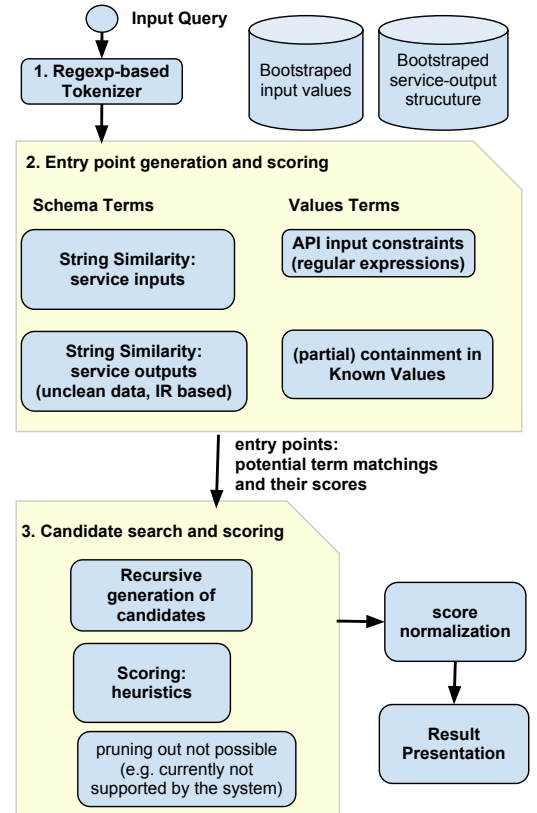 Input Query
1. Regexp-based
Tokenizer
Bootstraped
input values
Bootstraped
service-output
strucuture
2. Entry point generation and scoring
Schema Terms
Values Terms
String Similarity:
service inputs
API input constraints
(regular expressions)
String Similarity:
service outputs
(unclean data, IR based)
(partial) containment in
Known Values
entry points:
potential term matchings
and their scores
3. Candidate search and scoring
Recursive
generation of
candidates
Scoring:
heuristics
pruning out not possible
(e.g. currently not
supported by the system)
score
normalization
Result
Presentation